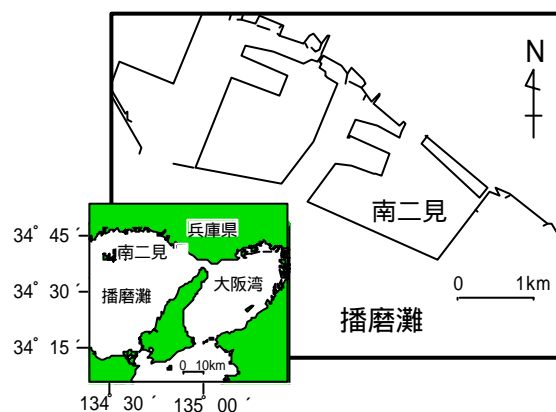 N
南二見
0 1km
播磨灘
兵庫県
34ﾟ 45′
南二見
34ﾟ 30′
播磨灘
大阪湾
34ﾟ 15′
0 10km
134ﾟ 30′ 135ﾟ 00′